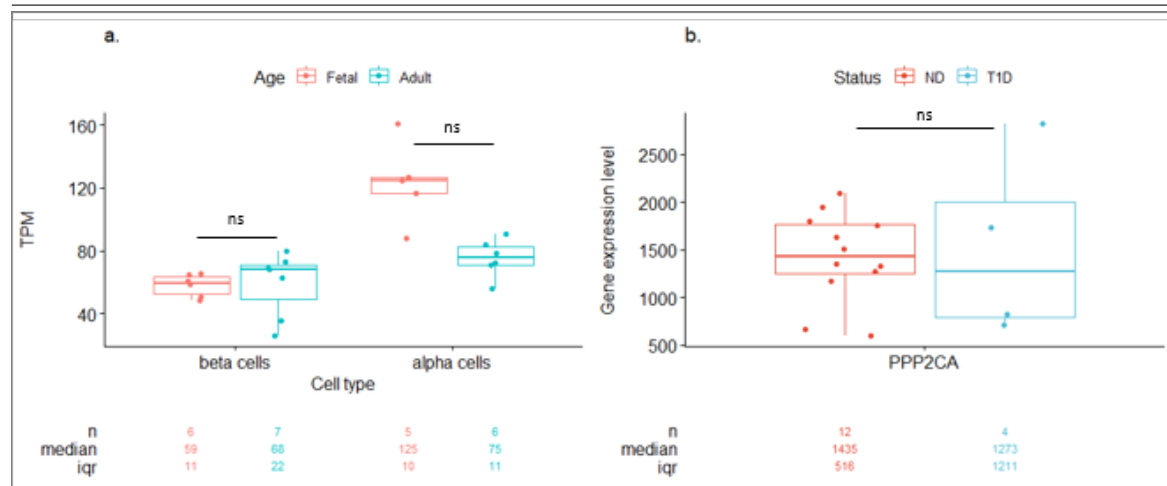 a.
Age Fetal Adult
160
120
80
40
TPM
ns
ns
beta cells alpha cells
Cell type
n 6 7 5 6
median 59 68 125 75
iqr 11 22 10 11
b.
Status ND T1D
2500
2000
1500
1000
500
Gene expression level
ns
PPP2CA
n 12 4
median 1435 1273
iqr 516 1211